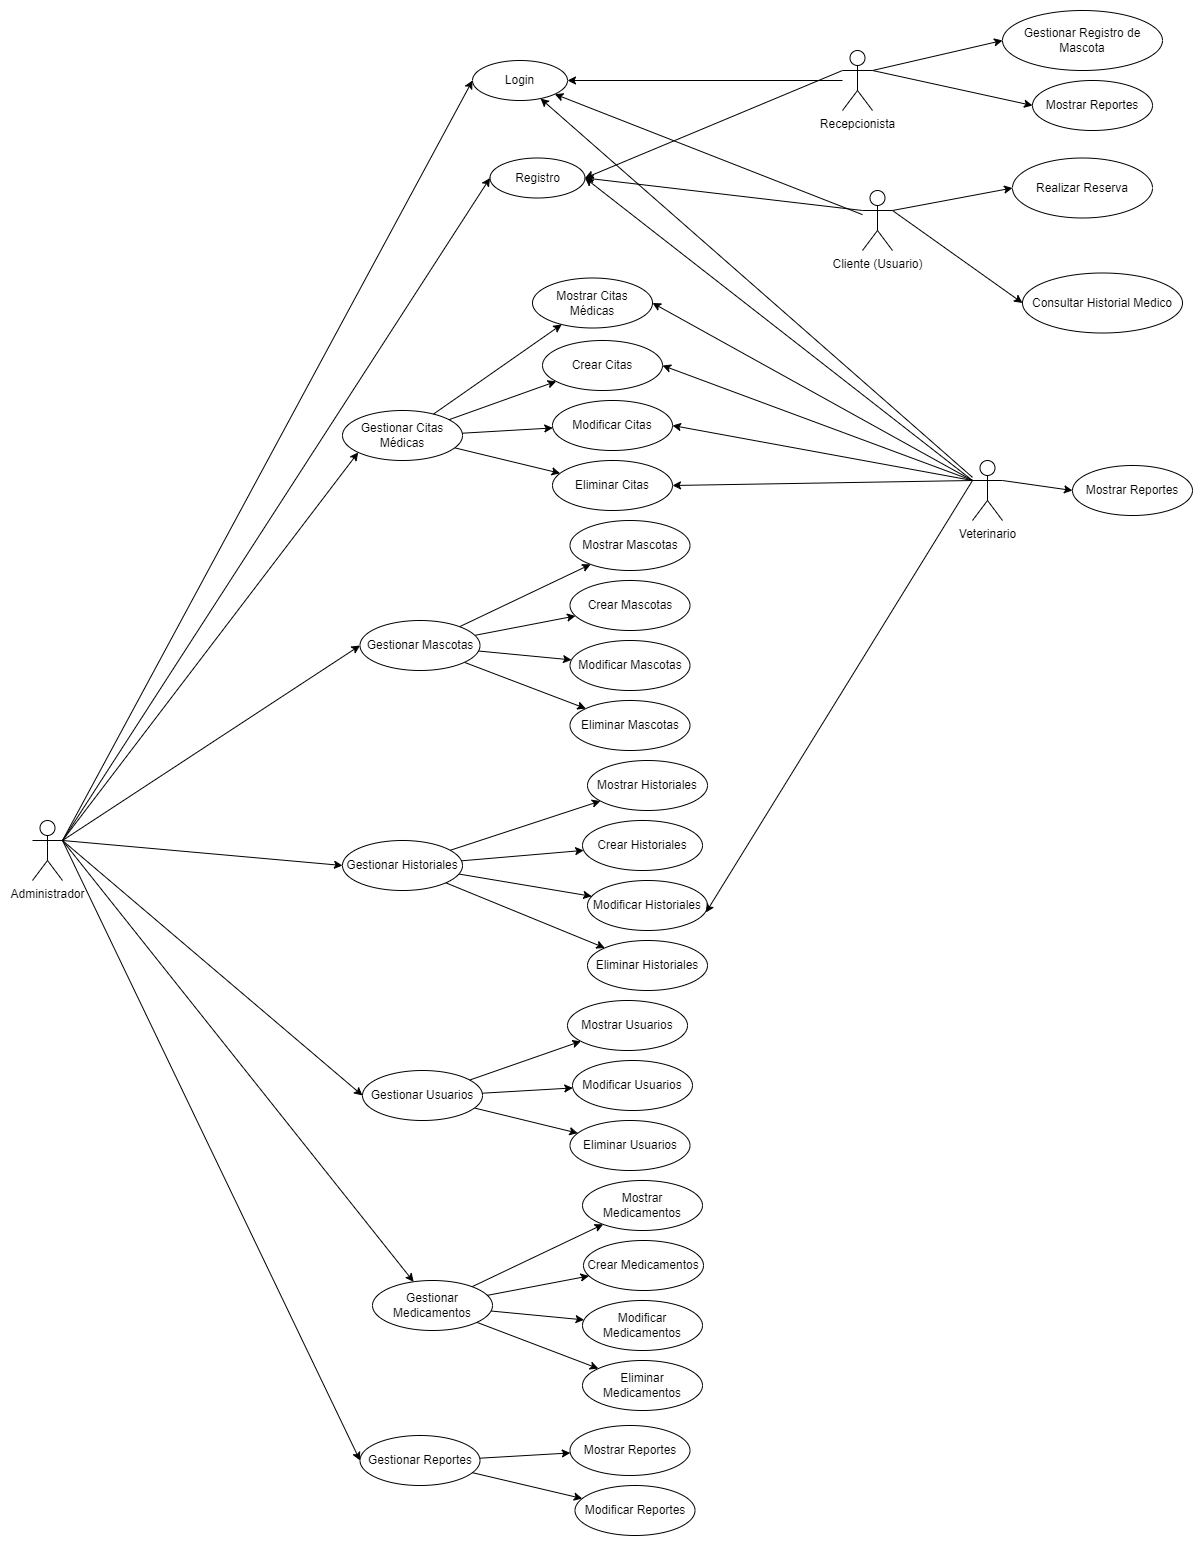 Gestionar Registro de
Mascota
Login
Mostrar Reportes
Recepcionista
Registro
Realizar Reserva
Cliente (Usuario)
Mostrar Citas
Médicas
Consultar Historial Medico
Crear Citas
Gestionar Citas
Médicas
Modificar Citas
Eliminar Citas
Mostrar Reportes
Veterinario
Mostrar Mascotas
Crear Mascotas
Gestionar Mascotas
Modificar Mascotas
Eliminar Mascotas
Mostrar Historiales
Crear Historiales
Gestionar Historiales
Administrador
Modificar Historiales
Eliminar Historiales
Mostrar Usuarios
Modificar Usuarios
Gestionar Usuarios
Eliminar Usuarios
Mostrar
Medicamentos
Crear Medicamentos
Gestionar
Medicamentos
Modificar
Medicamentos
Eliminar
Medicamentos
Mostrar Reportes
Gestionar Reportes
Modificar Reportes